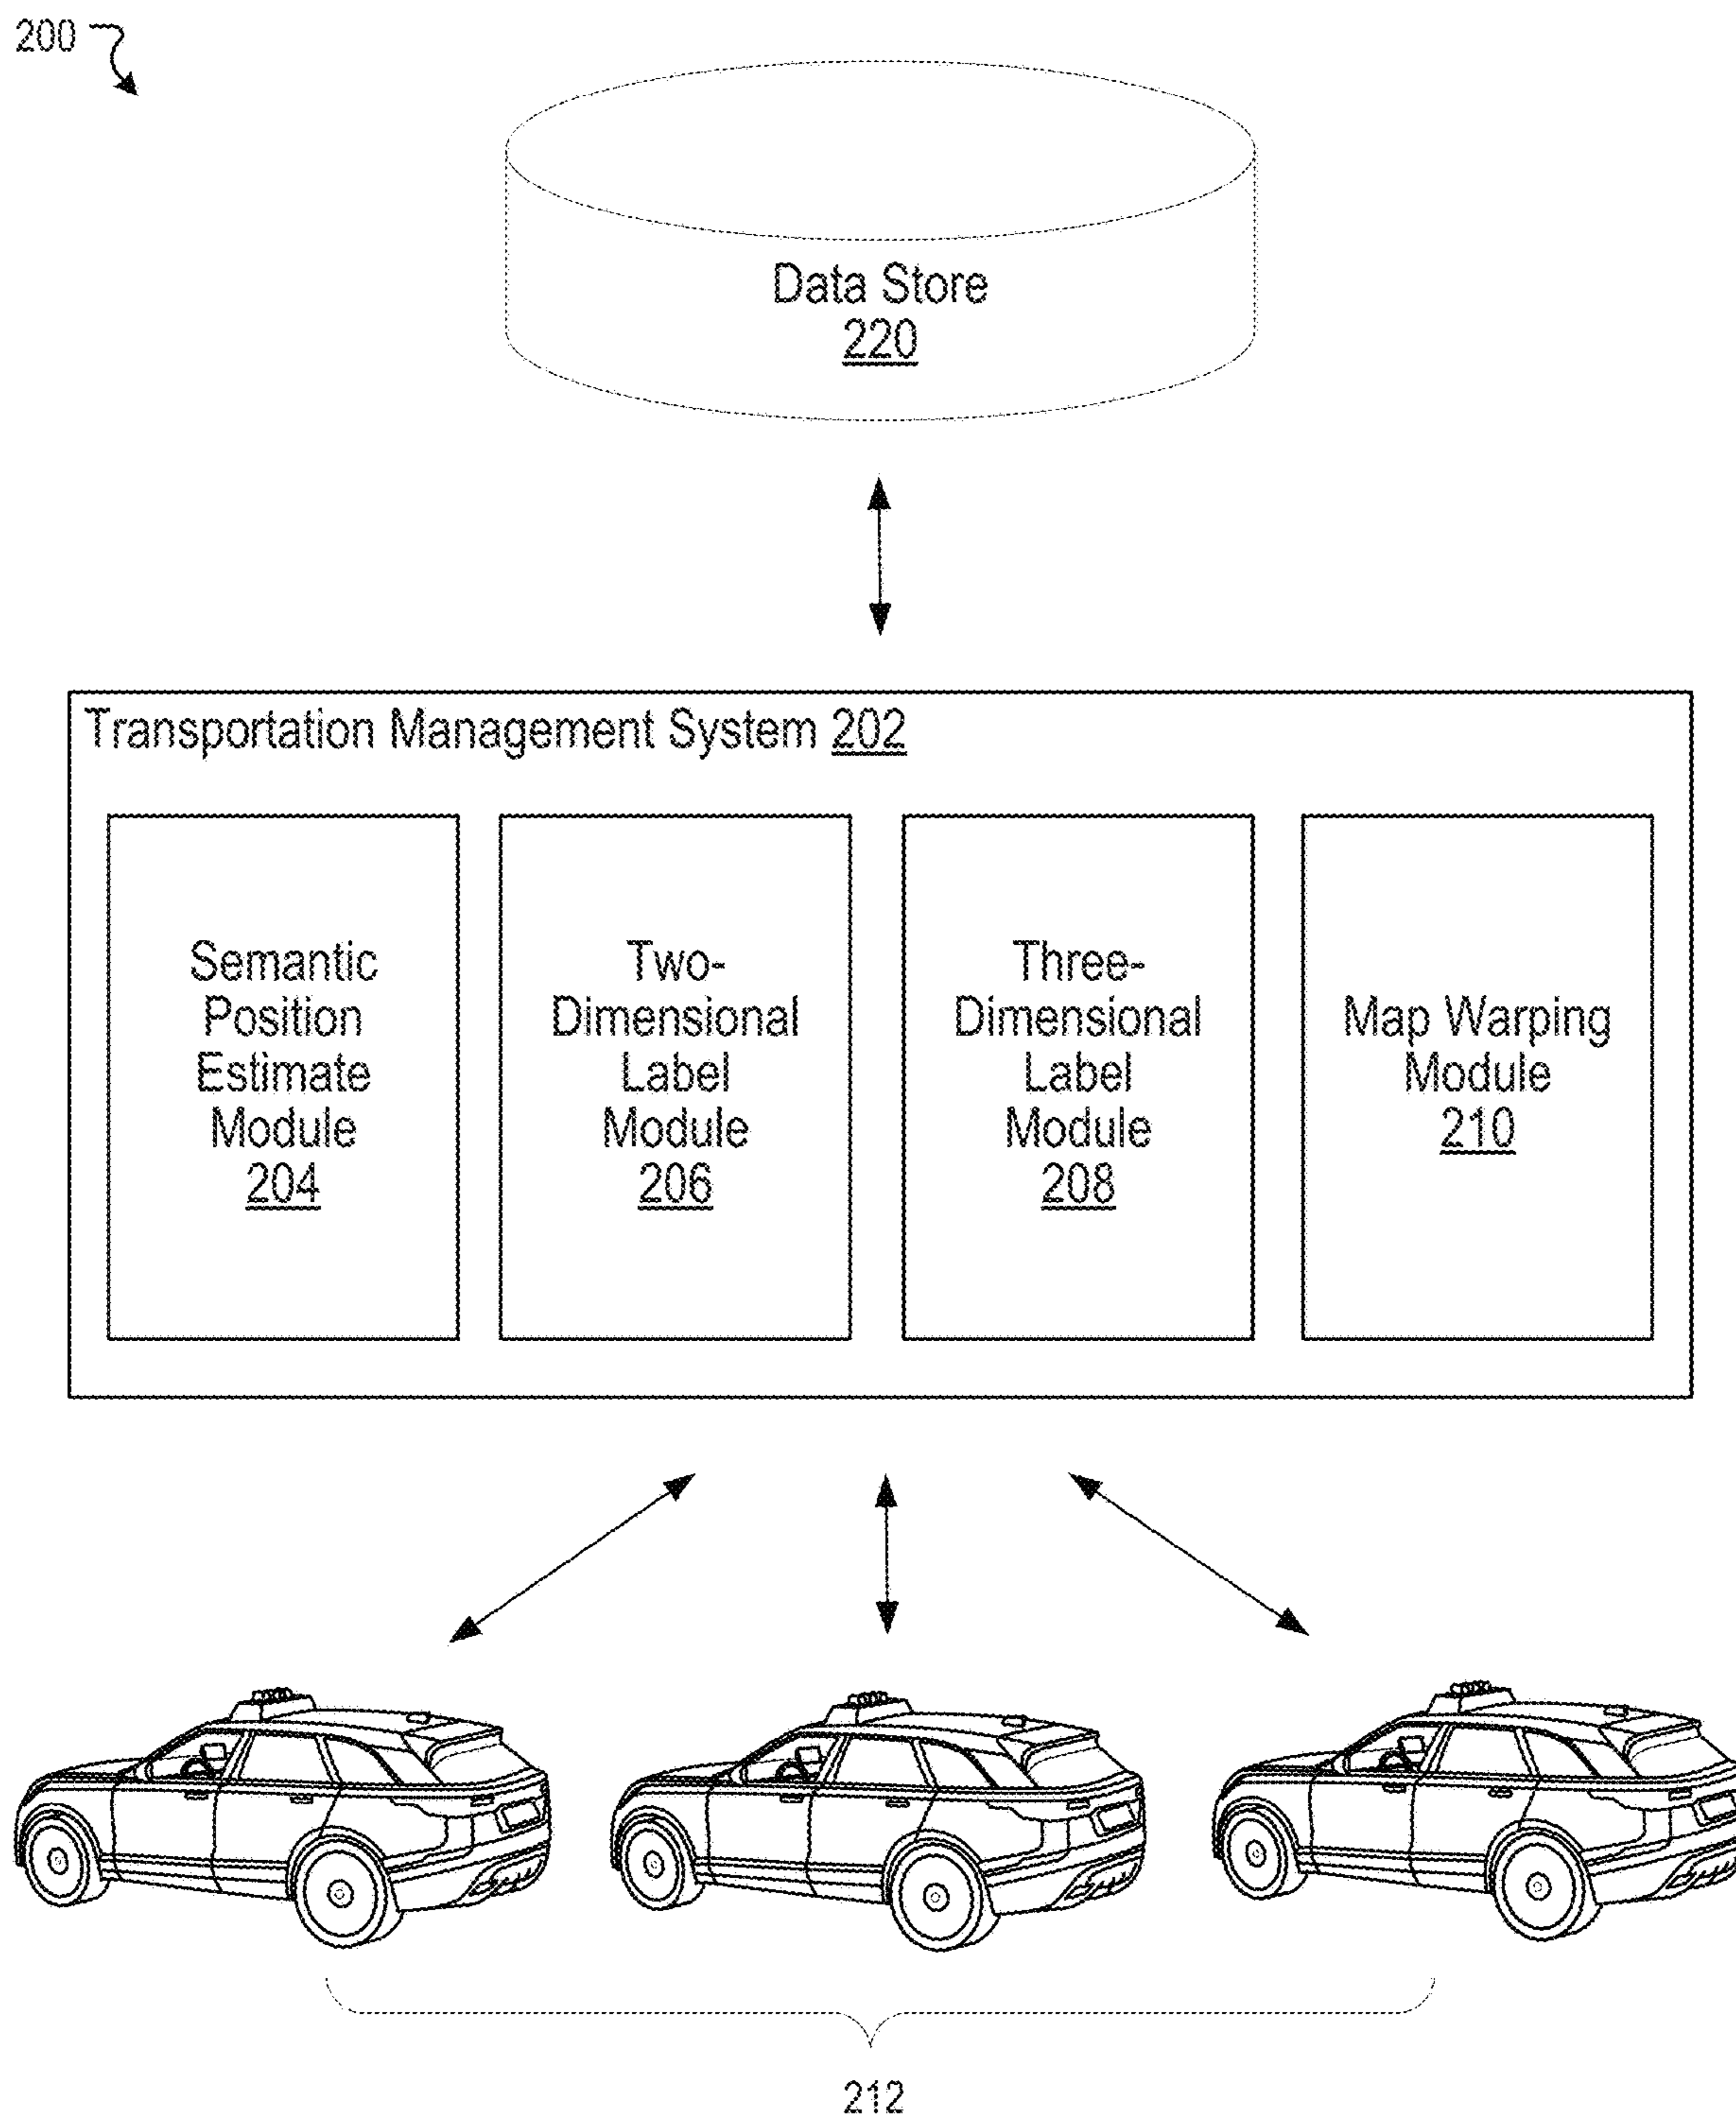 200
Data Store
220
Transportation Management System 202
Semantic
Position
Estimate
Module
204
Two-
Dimensional
Label
Module
206
Three-
Dimensional
Label
Module
208
Map Warping
Module
210
212